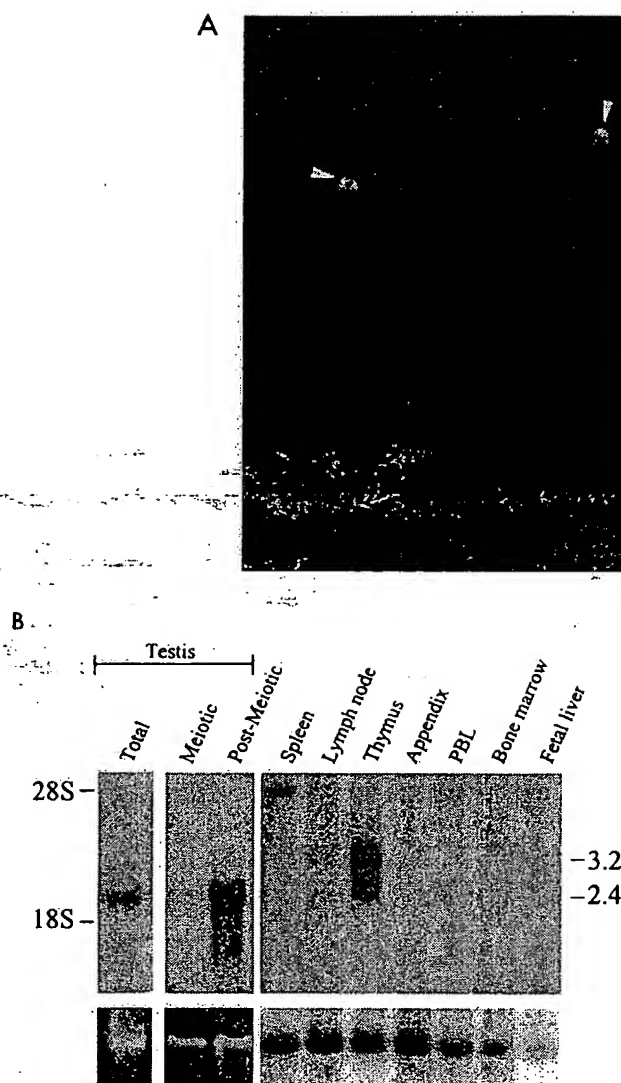 A
B
Testis
Total
Meiotic
Post-Meiotic
Spleen
Lymph node
Thymus
Appendix
PBL
Bone marrow
Fetal liver
28S –
–3.2
–2.4
18S –